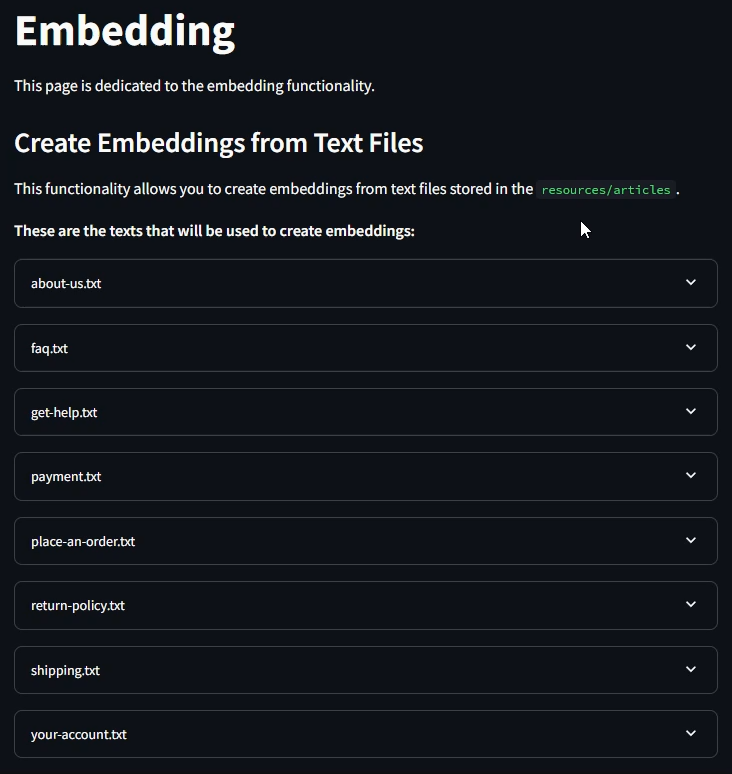 Embedding
This page is dedicated to the embedding functionality.
Create Embeddings from Text Files
This functionality allows you to create embeddings from text files stored in the resources/articles.
These are the texts that will be used to create embeddings:
about-us.txt
faq.txt
get-help.txt
payment.txt
place-an-order.txt
return-policy.txt
shipping.txt
your-account.txt